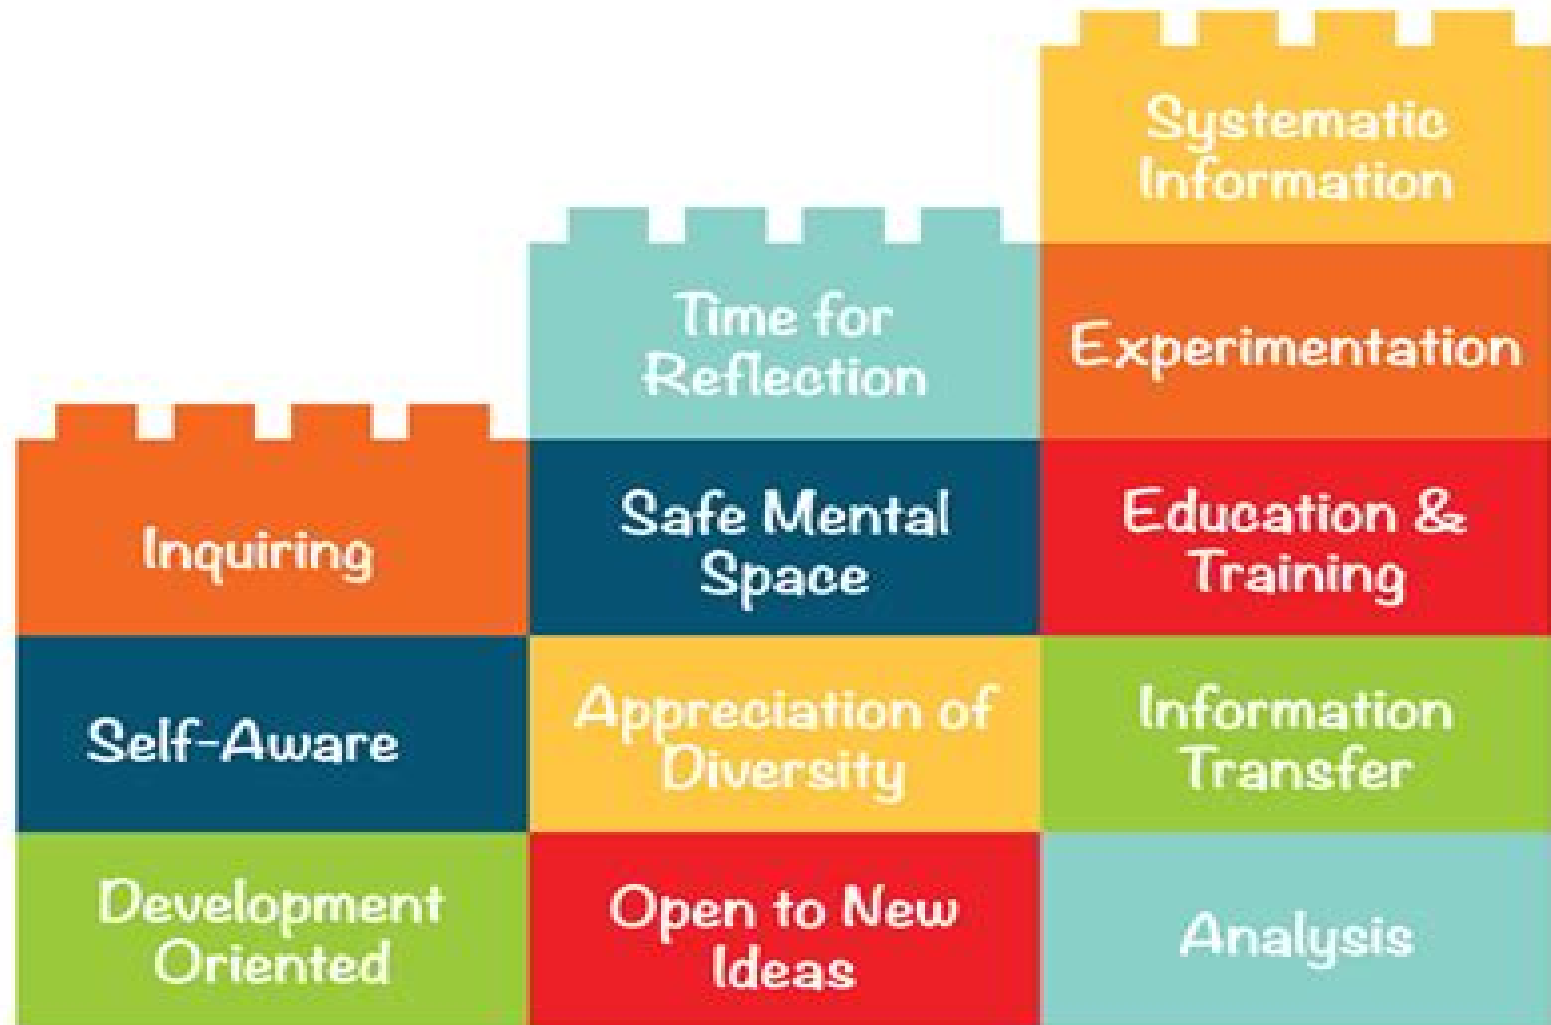 Systematic
Information
Time for
Reflection
Experimentation
Inquiring
Safe Mental
Space
Education &
Training
Self-Aware
Appreciation of
Diversity
Information
Transfer
Development
Oriented
Open to New
Ideas
Analysis